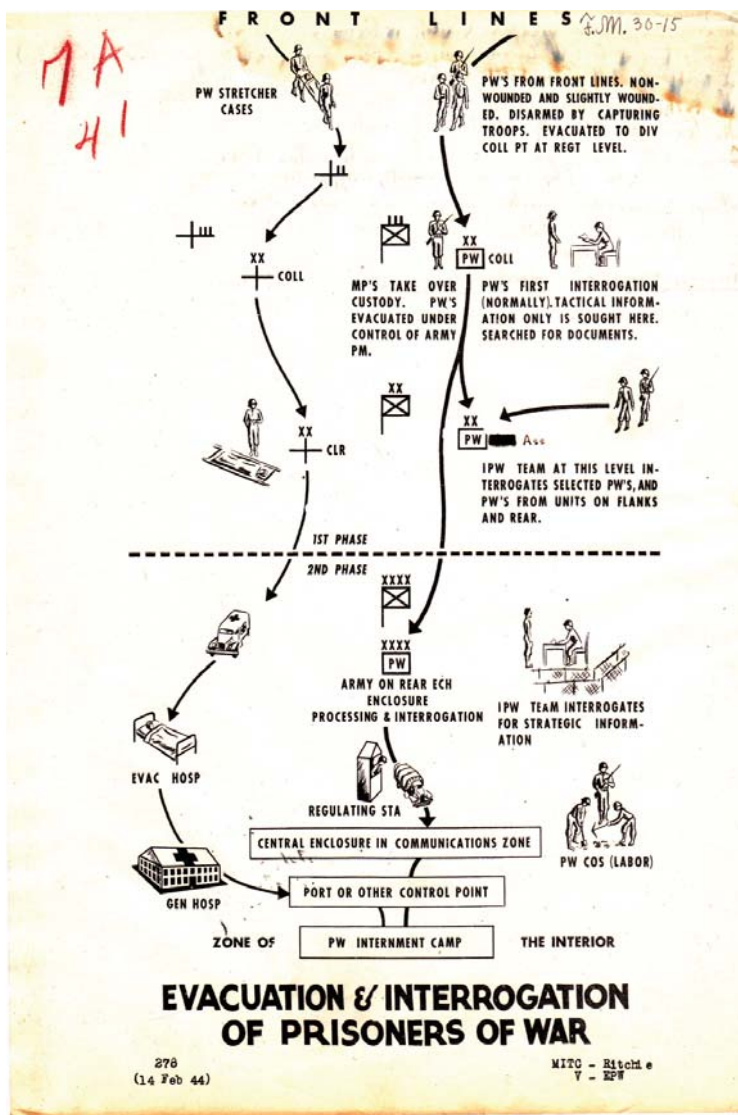 FRONT LINES
F.M. 30-15
7A
41
PW STRETCHER
CASES
PW'S FROM FRONT LINES. NON-
WOUNDED AND SLIGHTLY WOUND-
ED. DISARMED BY CAPTURING
TROOPS. EVACUATED TO DIV
COLL PT AT REGT LEVEL.
XX
COLL
XX
PW COLL
MP'S TAKE OVER
CUSTODY. PW'S
EVACUATED UNDER
CONTROL OF ARMY
PM.
PW'S FIRST INTERROGATION
(NORMALLY). TACTICAL INFORM-
ATION ONLY IS SOUGHT HERE.
SEARCHED FOR DOCUMENTS.
XX
XX
CLR
XX
PW
IPW TEAM AT THIS LEVEL IN-
TERROGATES SELECTED PW'S, AND
PW'S FROM UNITS ON FLANKS
AND REAR.
1ST PHASE
2ND PHASE
XXXX
XXXX
PW
ARMY ON REAR ECH
ENCLOSURE
PROCESSING & INTERROGATION
IPW TEAM INTERROGATES
FOR STRATEGIC INFORM-
ATION
EVAC HOSP
REGULATING STA
CENTRAL ENCLOSURE IN COMMUNICATIONS ZONE
PW COS (LABOR)
GEN HOSP
PORT OR OTHER CONTROL POINT
ZONE OF PW INTERNMENT CAMP THE INTERIOR
EVACUATION & INTERROGATION
OF PRISONERS OF WAR
278
(14 Feb 44)
MITC - Ritchie
V - EPW